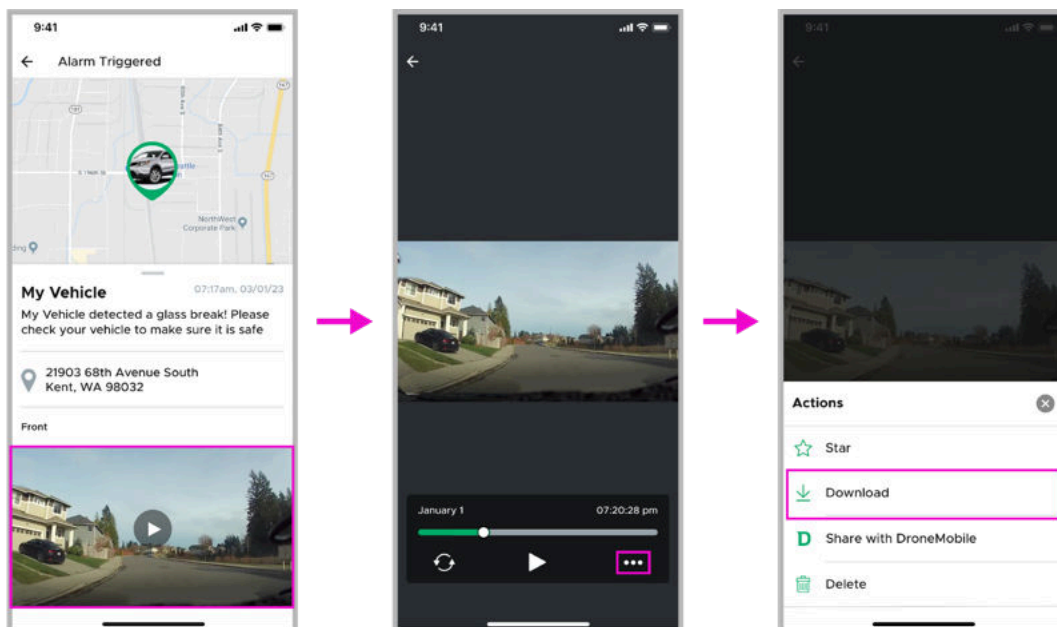 9:41
Alarm Triggered
NorthWest
Corporate Park
My Vehicle
07:17am, 03/01/23
My Vehicle detected a glass break! Please
check your vehicle to make sure it is safe
21903 68th Avenue South
Kent, WA 98032
Front
9:41
January 1
07:20:28 pm
9:41
Actions
Star
Download
D
Share with DroneMobile
Delete